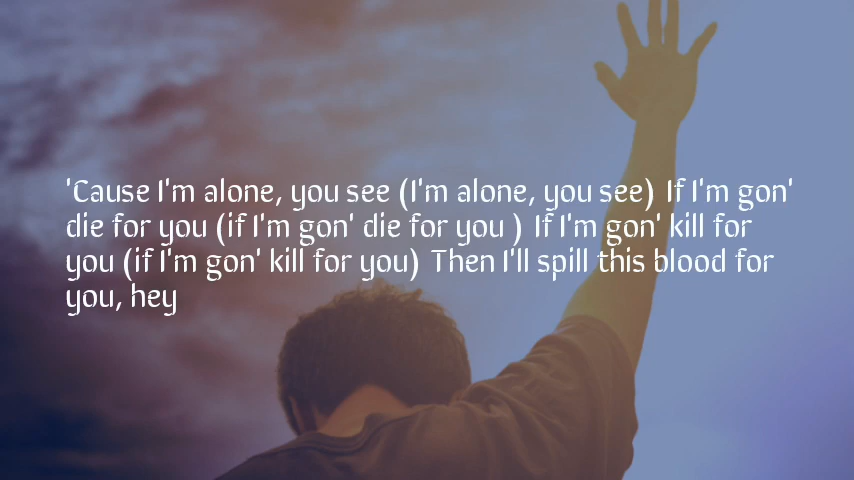 'Cause I'm alone, you see (I'm alone, you see) If I'm gon'
die for you (if I'm gon' die for you ) If I'm gon' kill for
you (if I'm gon' kill for you) Then I'll spill this blood for
you, hey